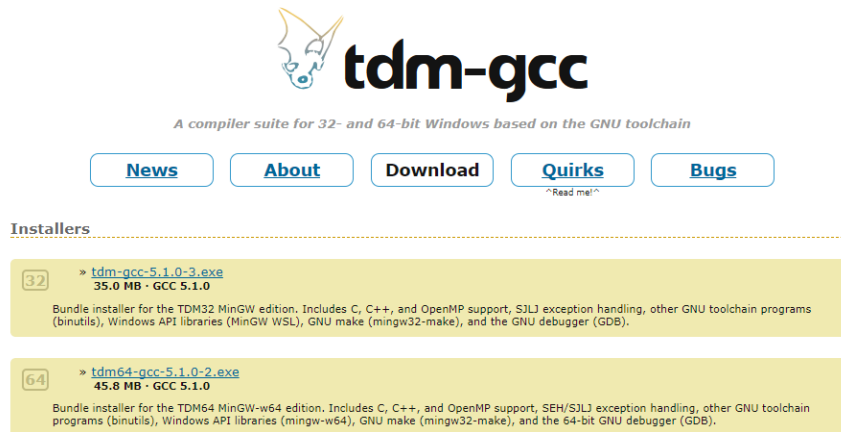 tdm-gcc
A compiler suite for 32- and 64-bit Windows based on the GNU toolchain
News About Download Quirks Bugs
^Read me!^
Installers
32
» tdm-gcc-5.1.0-3.exe
35.0 MB · GCC 5.1.0
Bundle installer for the TDM32 MinGW edition. Includes C, C++, and OpenMP support, SJLJ exception handling, other GNU toolchain programs
(binutils), Windows API libraries (MinGW WSL), GNU make (mingw32-make), and the GNU debugger (GDB).
64
» tdm64-gcc-5.1.0-2.exe
45.8 MB · GCC 5.1.0
Bundle installer for the TDM64 MinGW-w64 edition. Includes C, C++, and OpenMP support, SEH/SJLJ exception handling, other GNU toolchain
programs (binutils), Windows API libraries (mingw-w64), GNU make (mingw32-make), and the 64-bit GNU debugger (GDB).